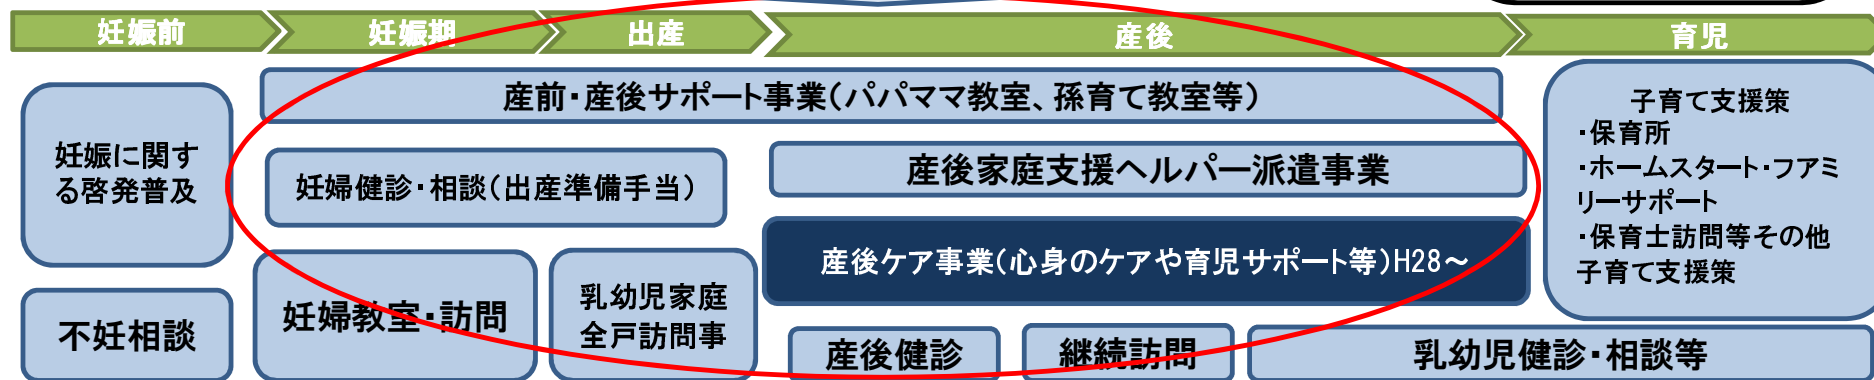 妊娠前
妊娠期
出産
産後
育児
産前・産後サポート事業(パパママ教室、孫育て教室等)
妊娠に関す
る啓発普及
妊婦健診・相談(出産準備手当)
産後家庭支援ヘルパー派遣事業
産後ケア事業(心身のケアや育児サポート等)H28～
子育て支援策
・保育所
・ホームスタート・フアミ
リーサポート
・保育士訪問等その他
子育て支援策
不妊相談
妊婦教室・訪問
乳幼児家庭
全戸訪問事
産後健診
継続訪問
乳幼児健診・相談等